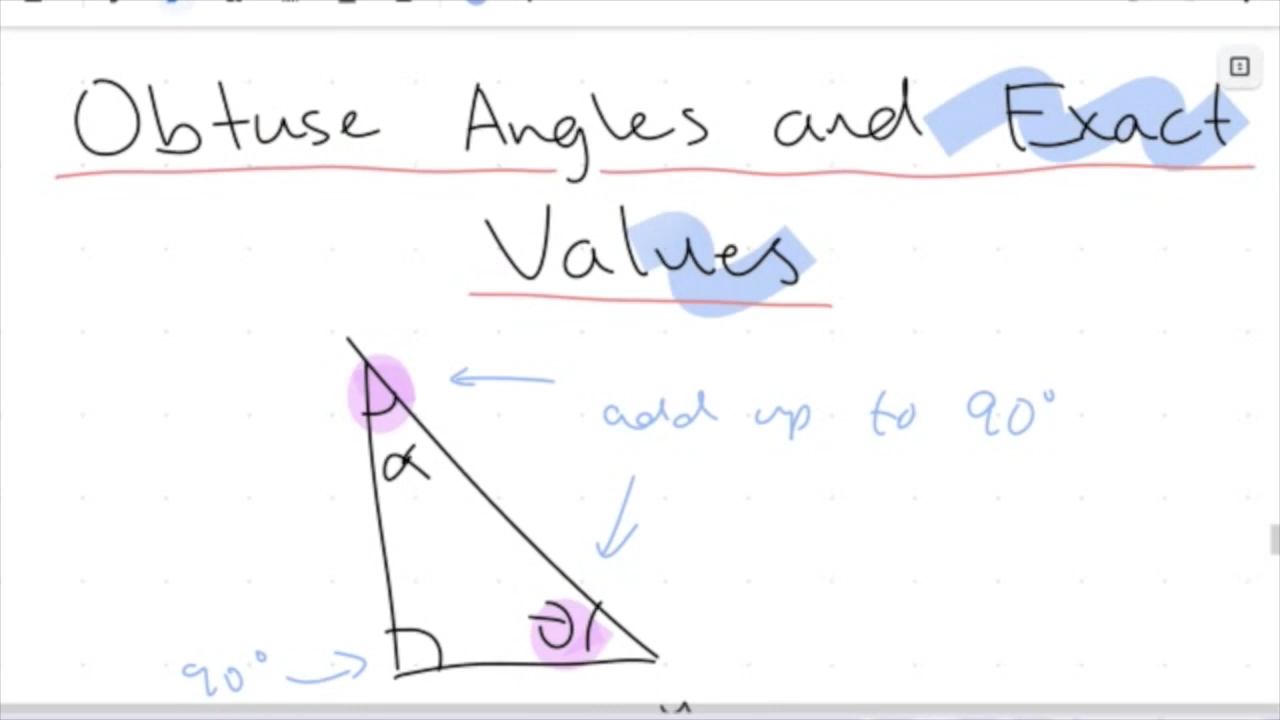 Obtuse Angles and Exact
Values
add up to 90°
α
θ
90°